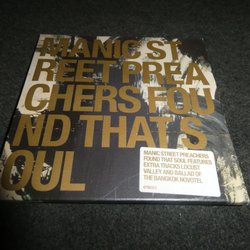 MANIC ST
REET PREA
CHERS FOU
ND THAT S
OUL
MANIC STREET PREACHERS
FOUND THAT SOUL FEATURES
EXTRA TRACKS LOCUST
VALLEY AND BALLAD OF
THE BANGKOK NOVOTEL